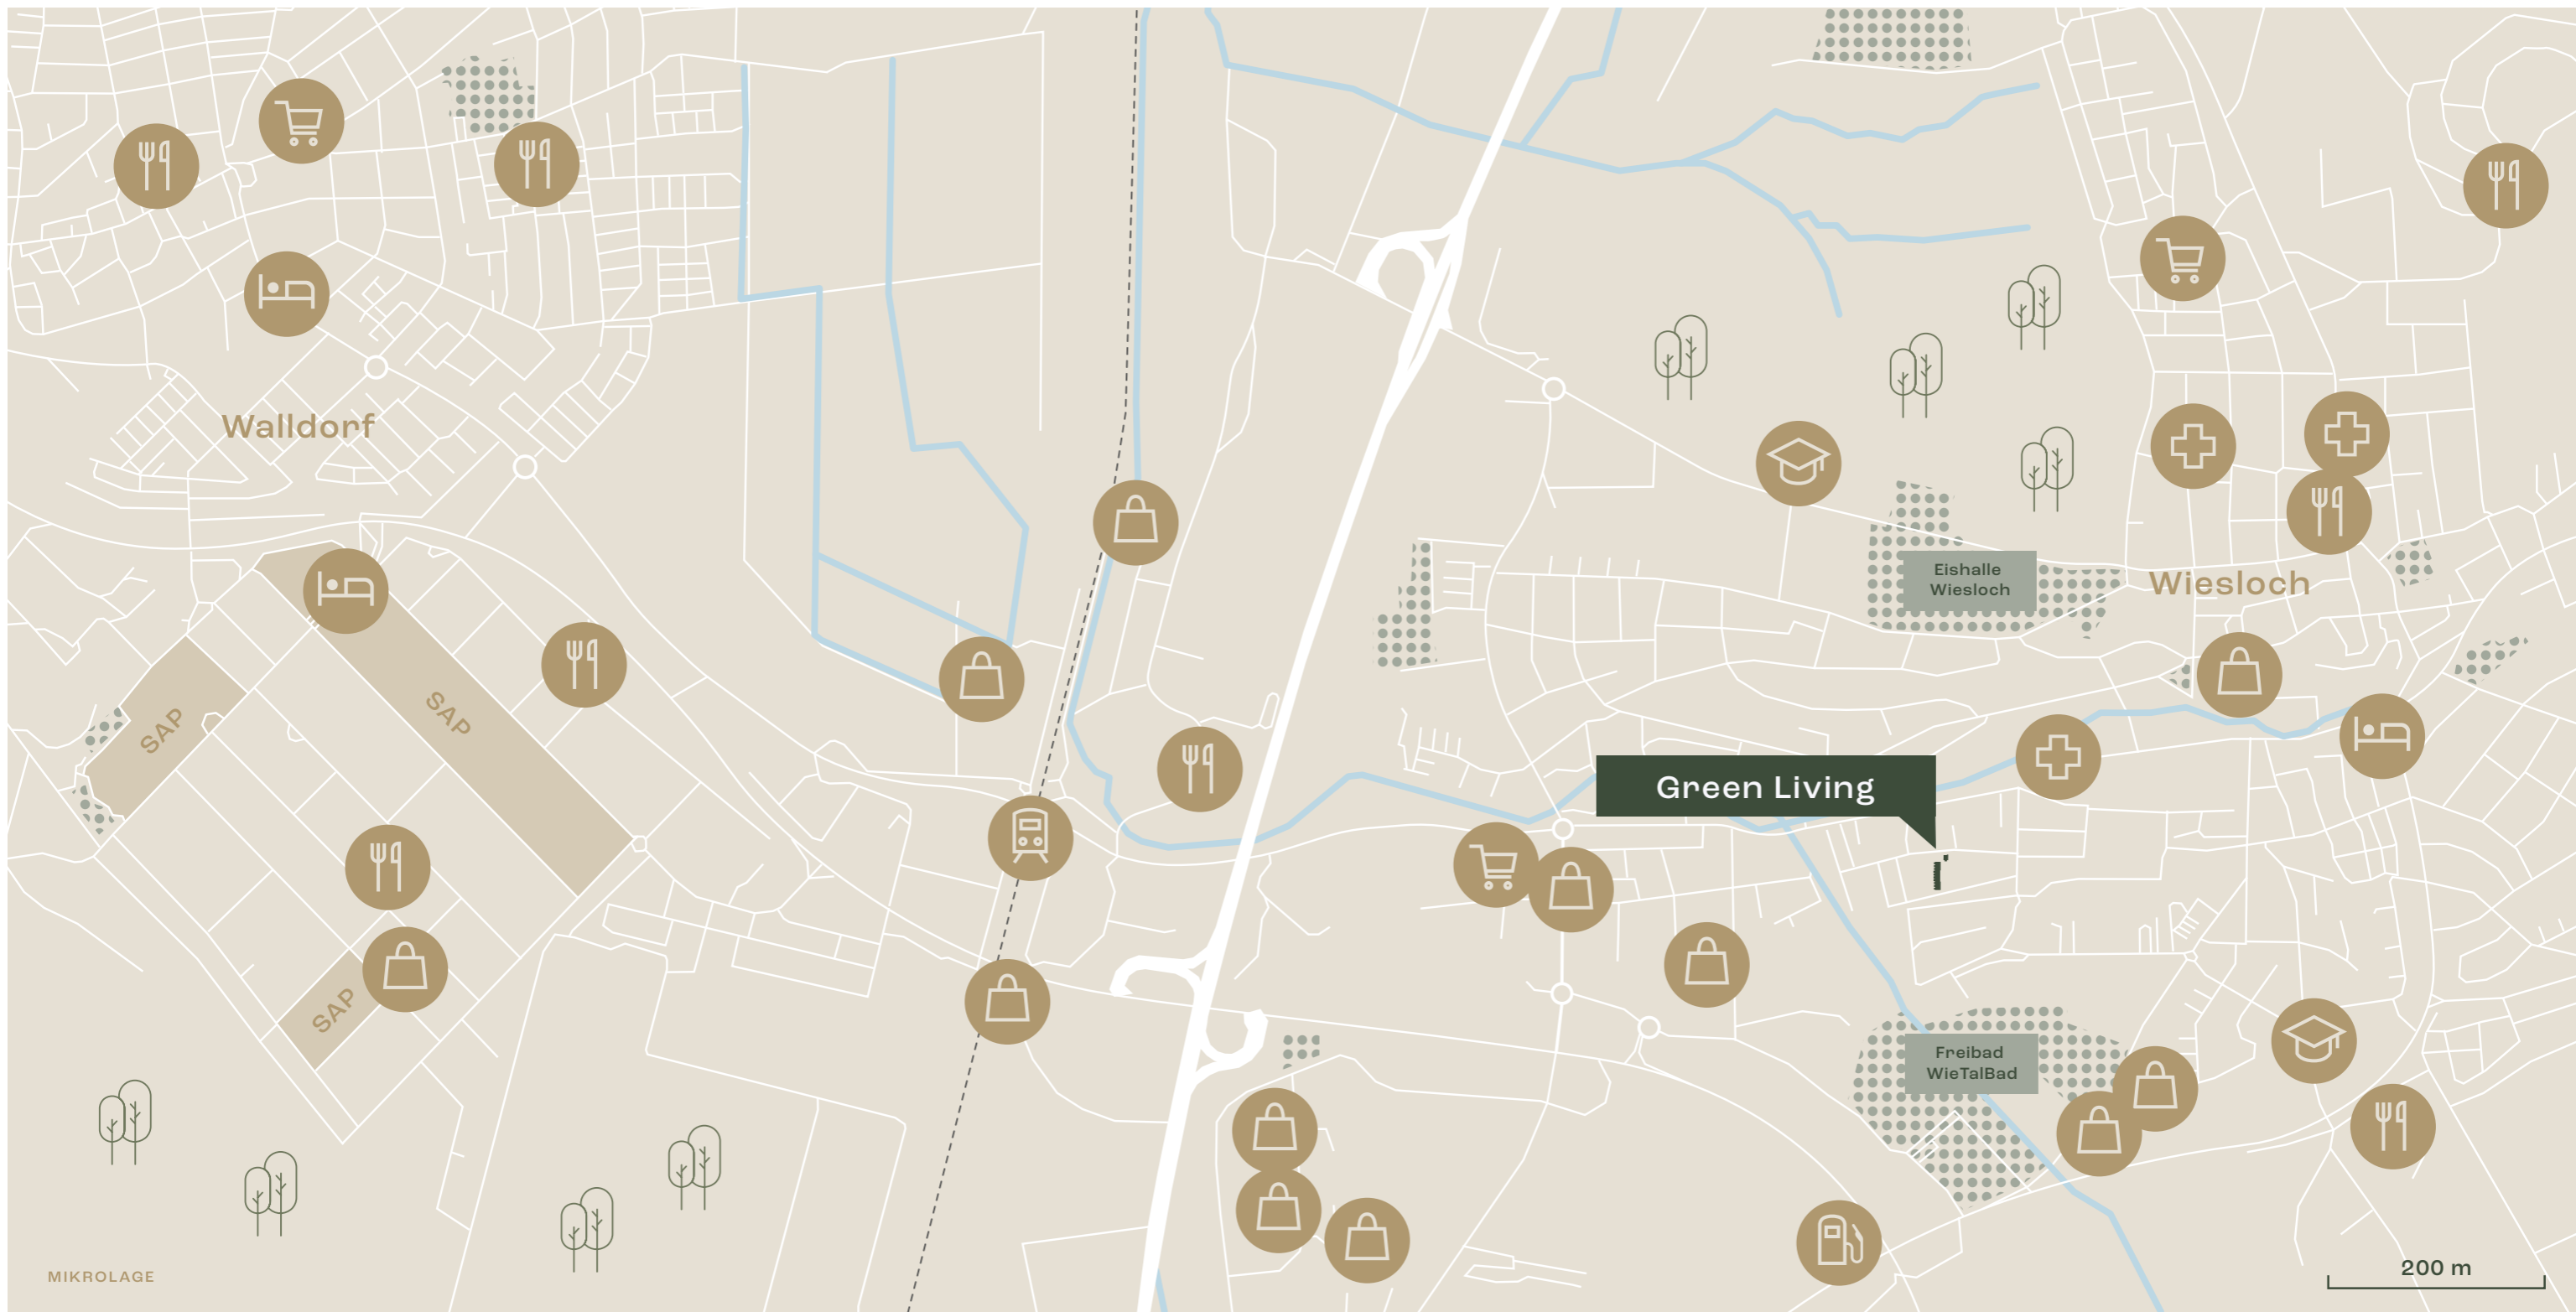 Walldorf
Eishalle
Wiesloch
Wiesloch
SAP
SAP
Green Living
SAP
Freibad
WieTalBad
MIKROLAGE
200 m